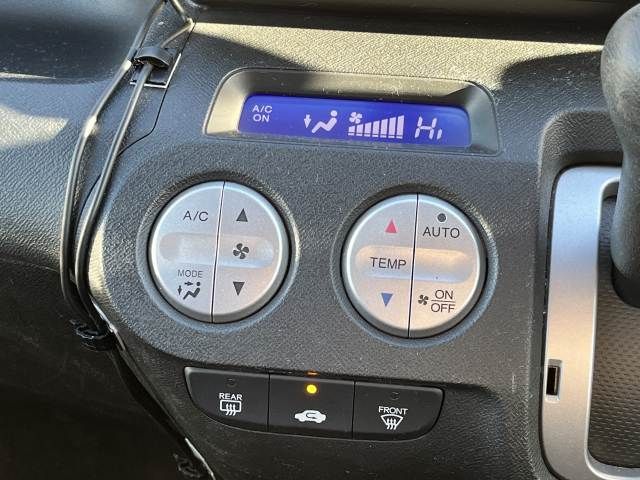 A/C
ON
Hi
A/C
MODE
AUTO
TEMP
ON
OFF
REAR
FRONT